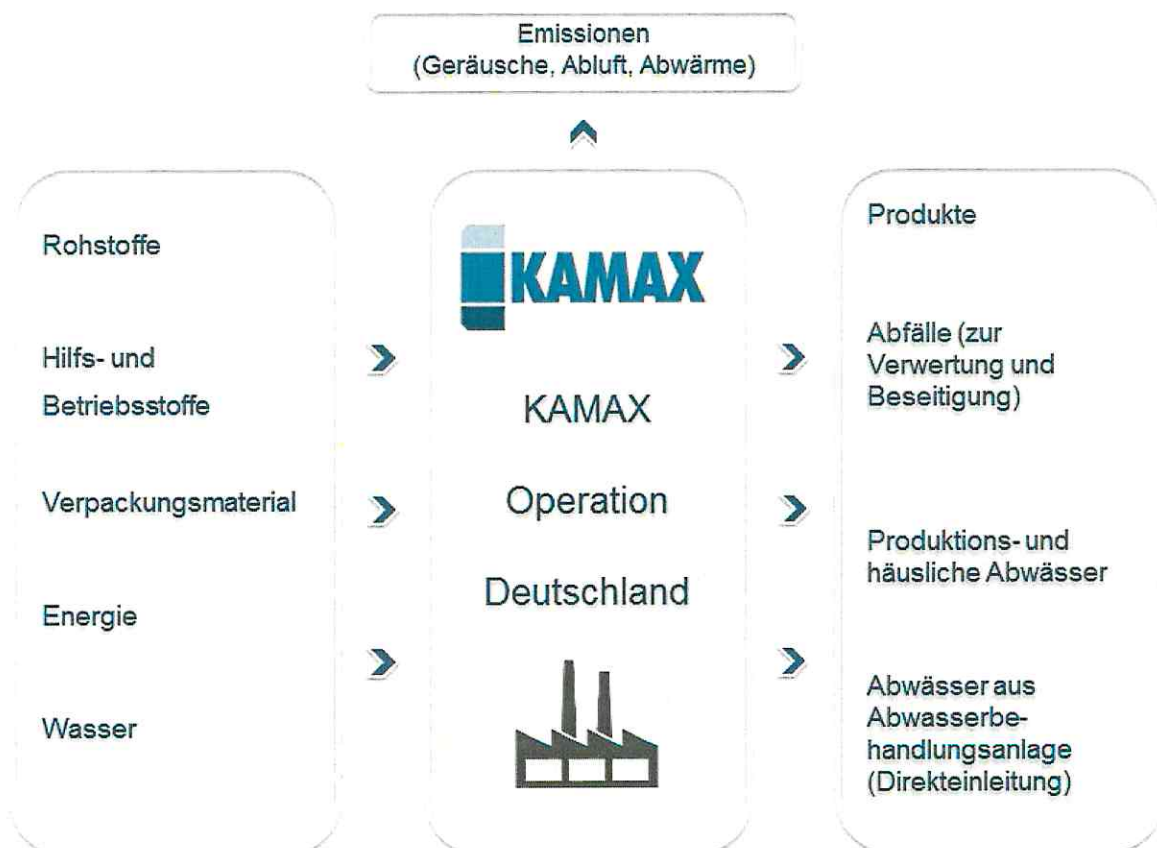 Emissionen
(Geräusche, Abluft, Abwärme)
Rohstoffe
Hilfs- und
Betriebsstoffe
Verpackungsmaterial
Energie
Wasser
KAMAX
KAMAX
Operation
Deutschland
Produkte
Abfälle (zur
Verwertung und
Beseitigung)
Produktions- und
häusliche Abwässer
Abwässer aus
Abwasserbe-
handlungsanlage
(Direkteinleitung)